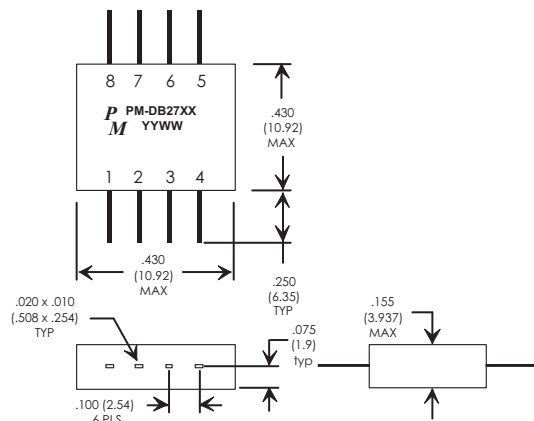 8 7 6 5
P M PM-DB27XX
YYWW
1 2 3 4
.430
(10.92)
MAX
.430
(10.92)
MAX
.250
(6.35)
TYP
.020 x .010
(.508 x .254)
TYP
.075
(1.9)
typ
.155
(3.937)
MAX
.100 (2.54)
6 PLS